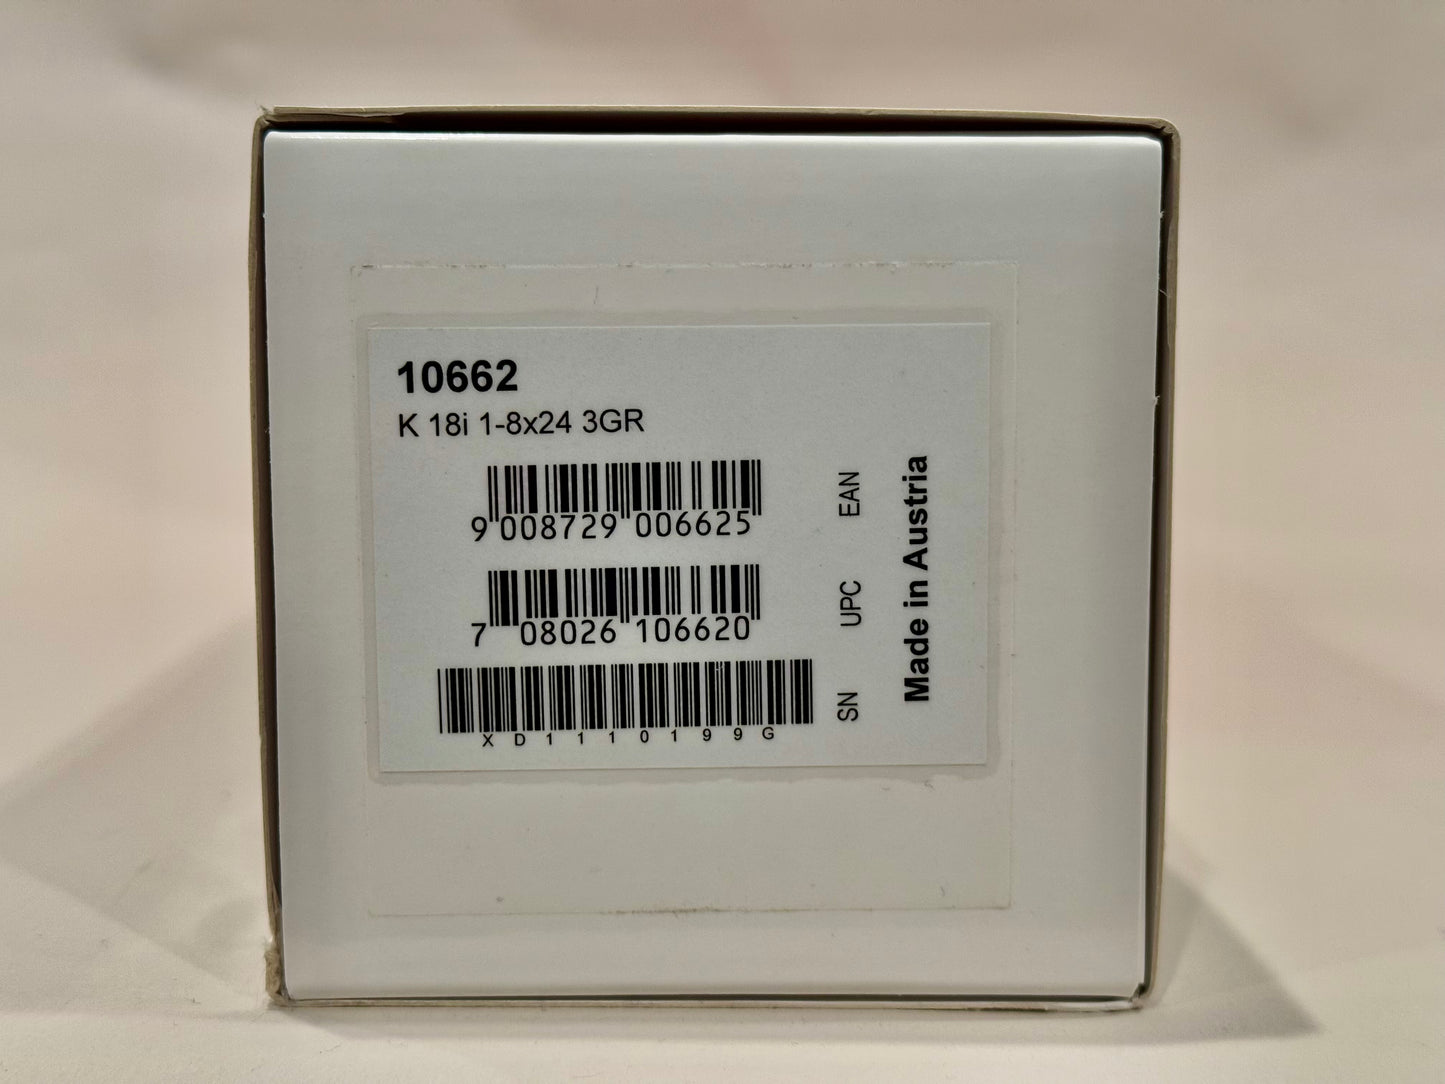 10662
K 18i 1-8x24 3GR
9 008729 006625
EAN
7 08026 106620
UPC
XD1110199G
SN
Made in Austria